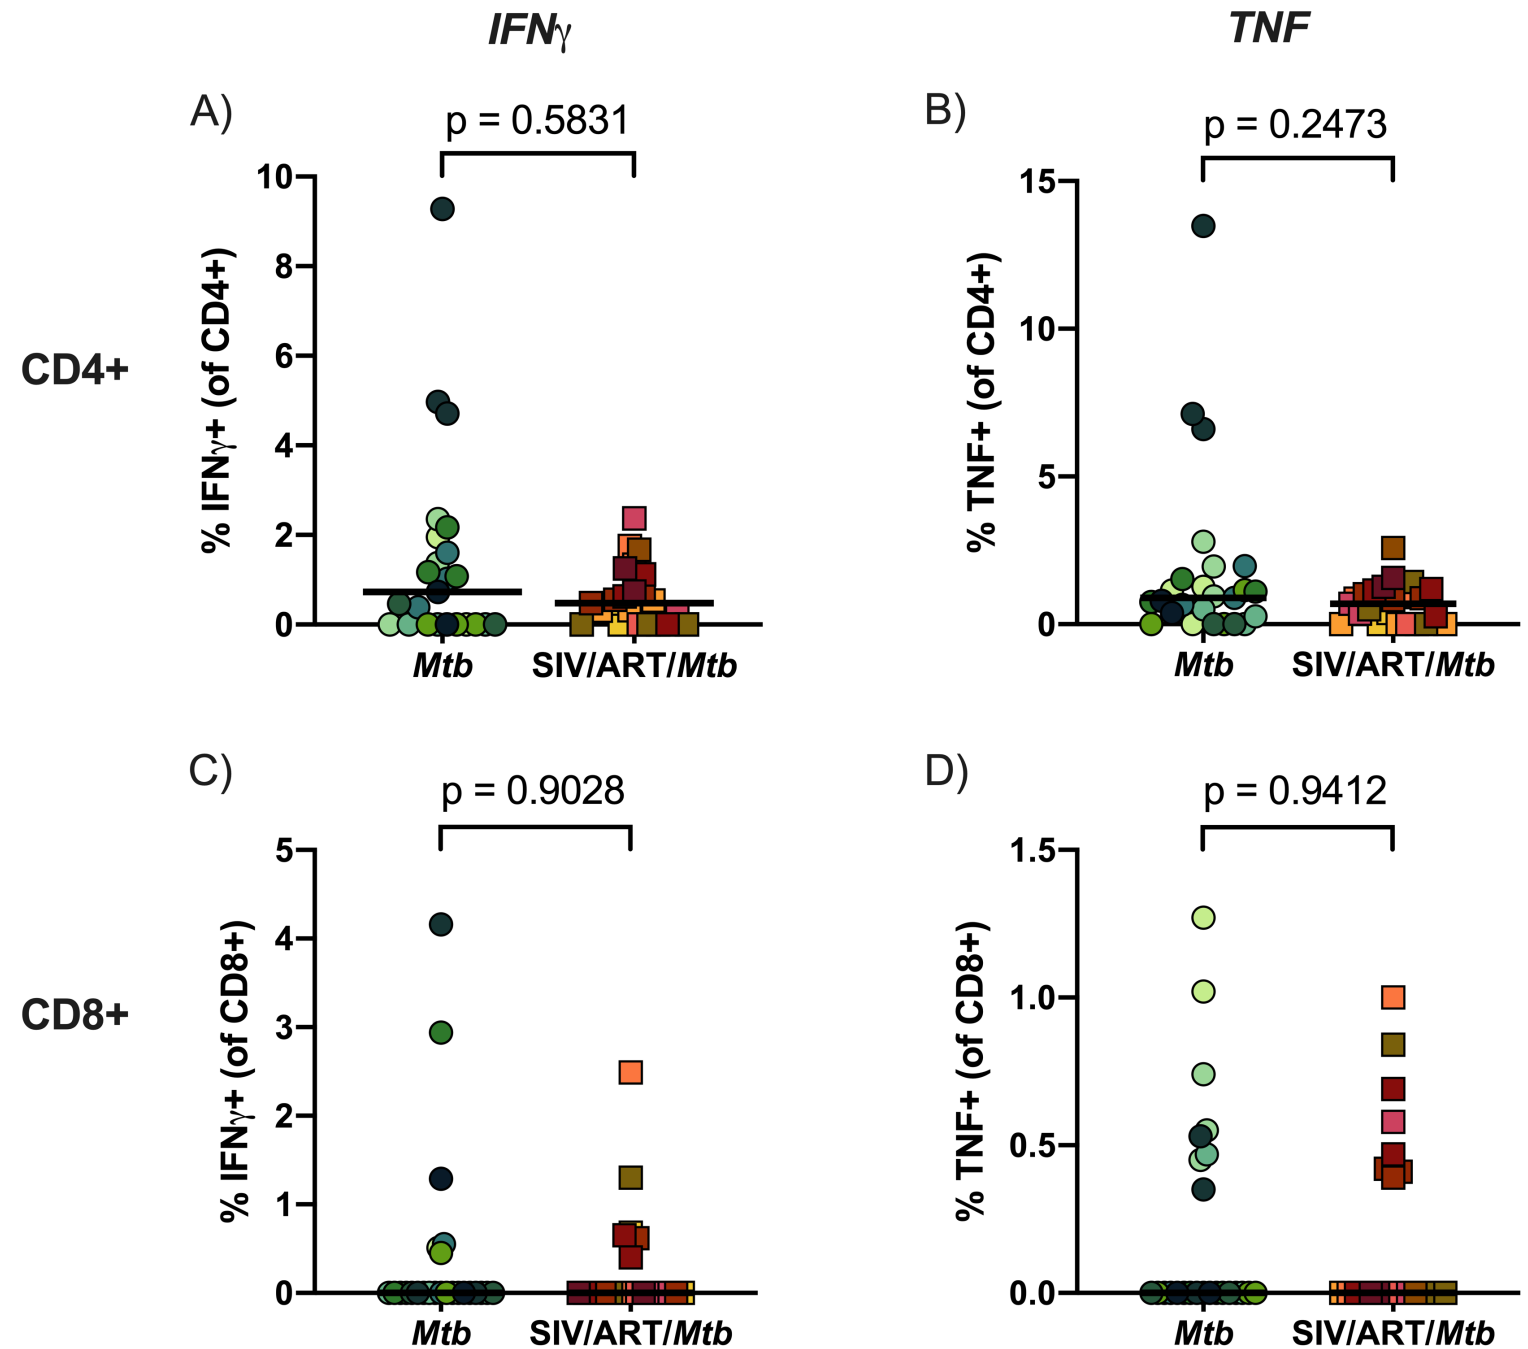 IFNγ
TNF
A)
p = 0.5831
10
8
6
4
2
0
% IFNγ+ (of CD4+)
Mtb
SIV/ART/Mtb
B)
p = 0.2473
15
10
5
0
% TNF+ (of CD4+)
Mtb
SIV/ART/Mtb
CD4+
C)
p = 0.9028
5
4
3
2
1
0
% IFNγ+ (of CD8+)
Mtb
SIV/ART/Mtb
D)
p = 0.9412
1.5
1.0
0.5
0.0
% TNF+ (of CD8+)
Mtb
SIV/ART/Mtb
CD8+